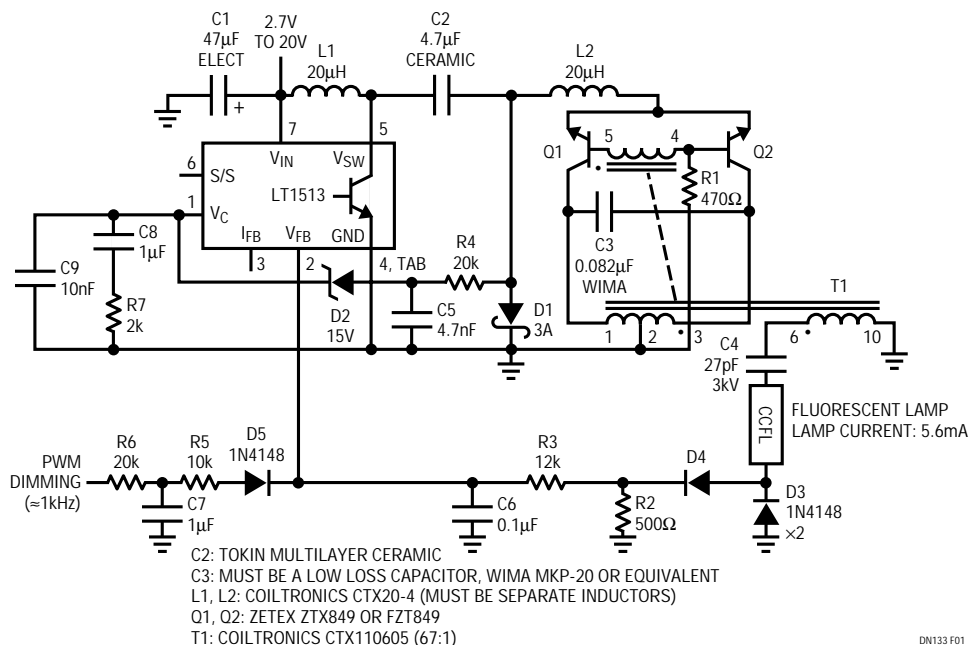 C1
47µF
ELECT
+
2.7V
TO 20V
L1
20µH
C2
4.7µF
CERAMIC
L2
20µH
7
5
VIN
VSW
6
S/S
LT1513
1
VC
IFB
VFB
GND
3
2
4, TAB
Q1
5
4
Q2
R1
470Ω
C3
0.082µF
WIMA
C8
1µF
C9
10nF
R7
2k
D2
15V
R4
20k
C5
4.7nF
D1
3A
T1
1
2
3
6
10
C4
27pF
3kV
CCFL
FLUORESCENT LAMP
LAMP CURRENT: 5.6mA
PWM
DIMMING
(≈1kHz)
R6
20k
R5
10k
D5
1N4148
C7
1µF
C6
0.1µF
R3
12k
R2
500Ω
D4
D3
1N4148
×2
C2: TOKIN MULTILAYER CERAMIC
C3: MUST BE A LOW LOSS CAPACITOR, WIMA MKP-20 OR EQUIVALENT
L1, L2: COILTRONICS CTX20-4 (MUST BE SEPARATE INDUCTORS)
Q1, Q2: ZETEX ZTX849 OR FZT849
T1: COILTRONICS CTX110605 (67:1)
DN133 F01